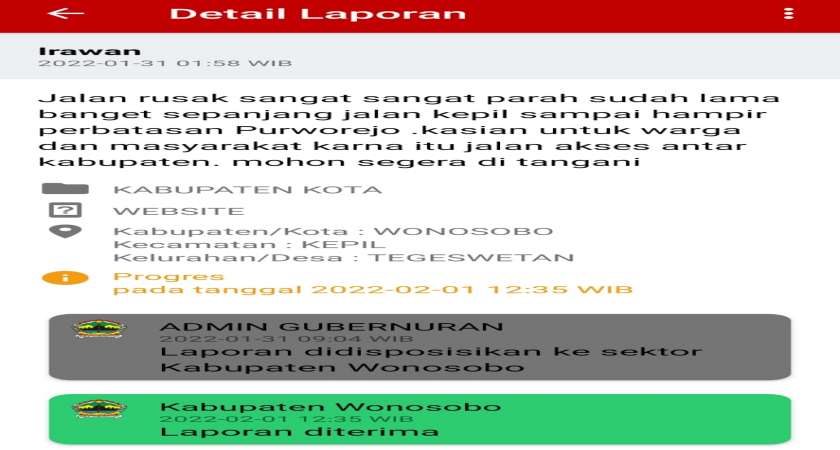 Detail Laporan
Irawan
2022-01-31 01:58 WIB
Jalan rusak sangat sangat parah sudah lama
banget sepanjang jalan kepil sampai hampir
perbatasan Purworejo .kasian untuk warga
dan masyarakat karna itu jalan akses antar
kabupaten. mohon segera di tangani
KABUPATEN KOTA
WEBSITE
Kabupaten/Kota : WONOSOBO
Kecamatan : KEPIL
Kelurahan/Desa : TEGESWETAN
Progres
pada tanggal 2022-02-01 12:35 WIB
ADMIN GUBERNURAN
2022-01-31 09:04 WIB
Laporan didisposisikan ke sektor
Kabupaten Wonosobo
Kabupaten Wonosobo
2022-02-01 12:35 WIB
Laporan diterima